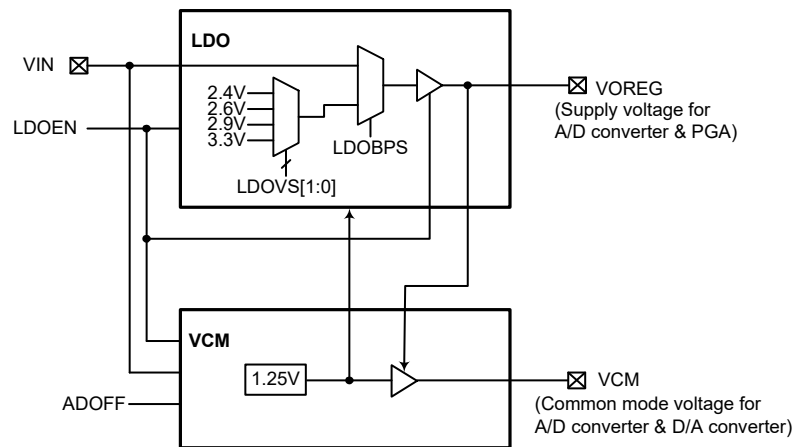 LDO
VIN
VOREG
(Supply voltage for
A/D converter & PGA)
2.4V
2.6V
2.9V
3.3V
LDOEN
LDOBPS
LDOVS[1:0]
VCM
1.25V
VCM
(Common mode voltage for
A/D converter & D/A converter)
ADOFF